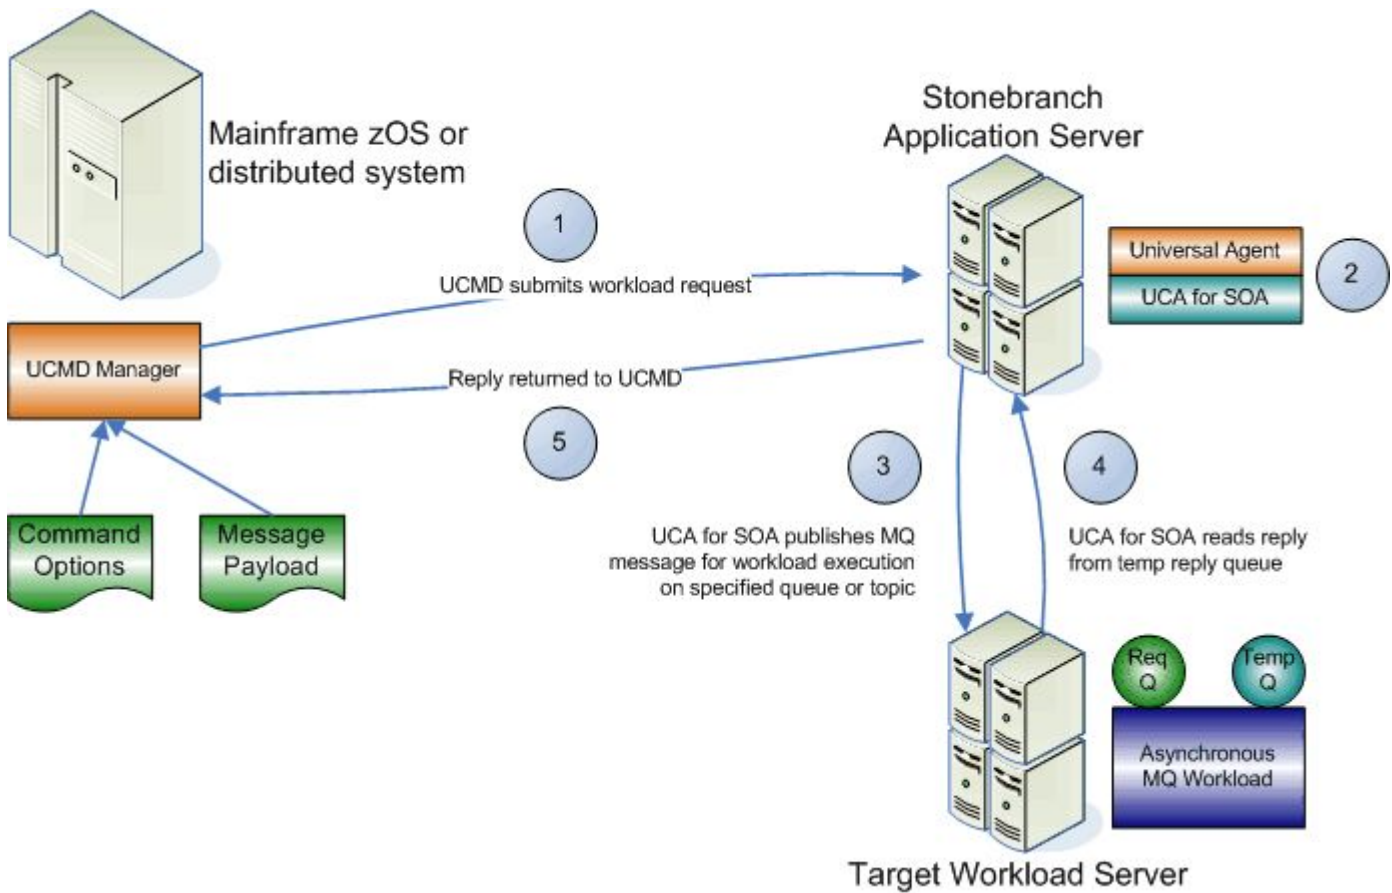 Mainframe zOS or
distributed system
Stonebranch
Application Server
1
UCMD submits workload request
Universal Agent
UCA for SOA
2
UCMD Manager
Reply returned to UCMD
5
3
4
Command
Options
Message
Payload
UCA for SOA publishes MQ
message for workload execution
on specified queue or topic
UCA for SOA reads reply
from temp reply queue
Req
Q
Temp
Q
Asynchronous
MQ Workload
Target Workload Server